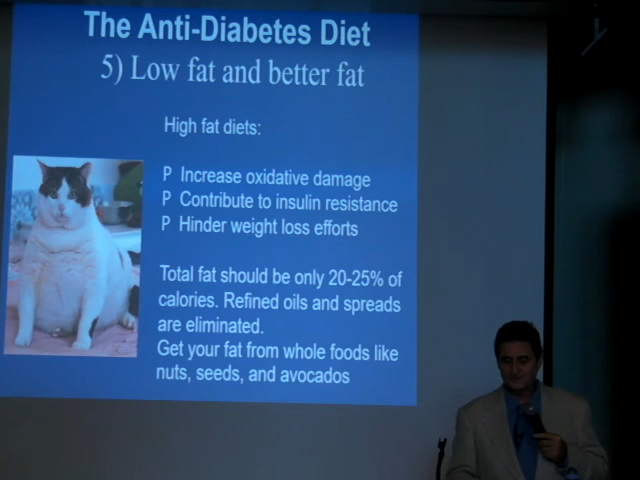 The Anti-Diabetes Diet
5) Low fat and better fat
High fat diets:
P Increase oxidative damage
P Contribute to insulin resistance
P Hinder weight loss efforts
Total fat should be only 20-25% of
calories. Refined oils and spreads
are eliminated.
Get your fat from whole foods like
nuts, seeds, and avocados